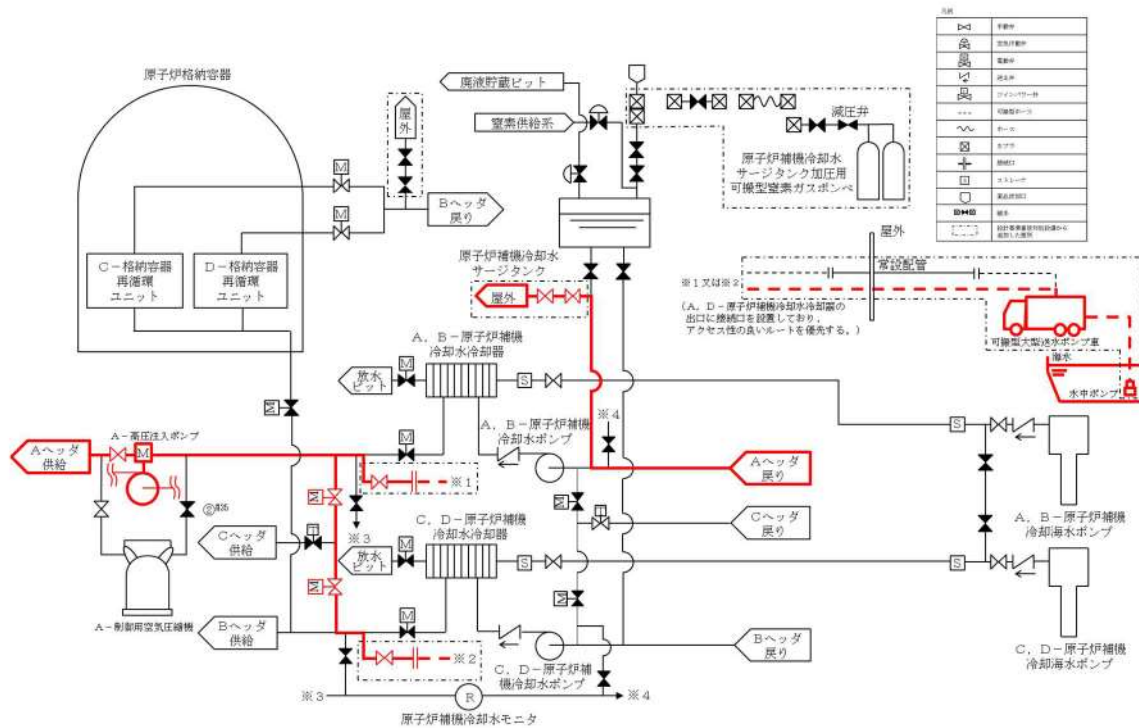 原子炉格納容器
屋外
Bヘッダ
戻り
C－格納容器
再循環
ユニット
D－格納容器
再循環
ユニット
M
M
廃液貯蔵ピット
窒素供給系
減圧弁
原子炉補機冷却水
サージタンク加圧用
可搬型窒素ガスボンベ
凡例
手動弁
空気作動弁
電動弁
逆止弁
ツインパワー弁
可搬型ホース
ホース
カプラ
接続口
S
ストレーナ
薬品投入口
原子炉補機冷却水
サージタンク
屋外
屋外
常設配管
※1又は※2
(A，D－原子炉補機冷却水冷却器の
出口に接続口を設置しており，
アクセス性の良いルートを優先する。)
可搬型大型送水ポンプ車
海水
水中ポンプ
A，B－原子炉補機
冷却水冷却器
放水
ピット
M
S
M
A－高圧注入ポンプ
Aヘッダ
供給
M
M
※1
A，B－原子炉補機
冷却水ポンプ
※4
Aヘッダ
戻り
S
M
※3
Cヘッダ
供給
C，D－原子炉補機
冷却水冷却器
M
Cヘッダ
戻り
A，B－原子炉補機
冷却海水ポンプ
放水
ピット
M
S
S
A－制御用空気圧縮機
M
M
Bヘッダ
供給
M
※2
C，D－原子炉補
機冷却水ポンプ
Bヘッダ
戻り
C，D－原子炉補機
冷却海水ポンプ
※3
R
※4
原子炉補機冷却水モニタ